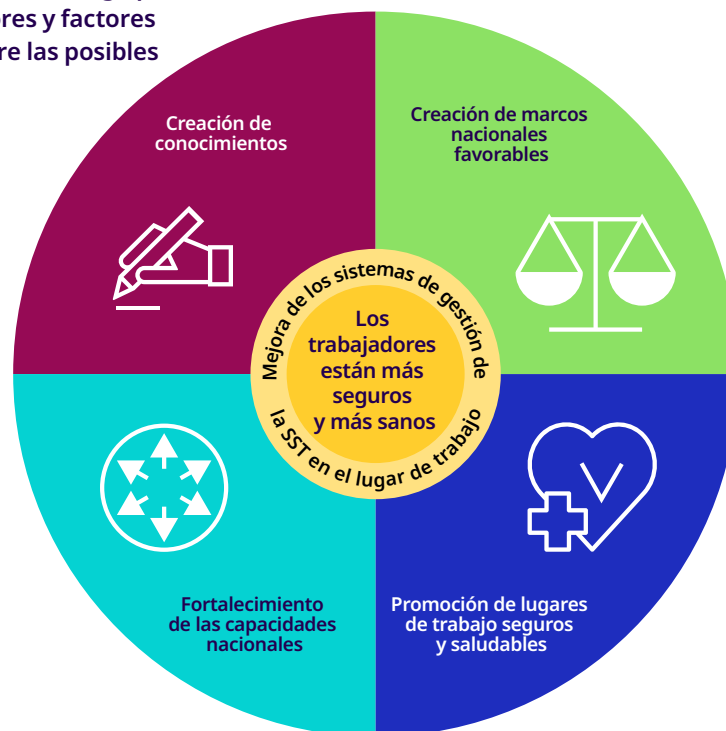 ores y factores
re las posibles
Creación de
conocimientos
Creación de marcos
nacionales
favorables
Mejora de los sistemas de gestión de
la SST en el lugar de trabajo
Los
trabajadores
están más
seguros
y más sanos
Fortalecimiento
de las capacidades
nacionales
Promoción de lugares
de trabajo seguros
y saludables